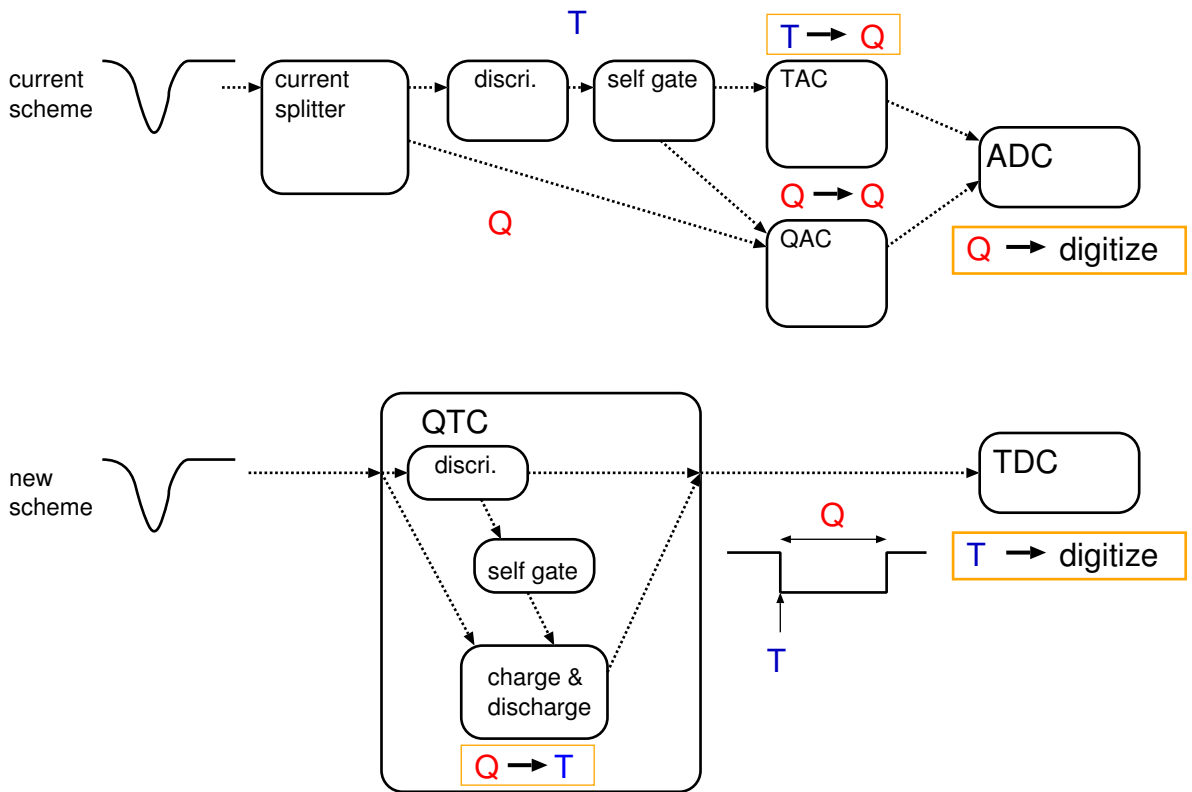 T
T → Q
current
scheme
current
splitter
discri.
self gate
TAC
ADC
Q → Q
Q
QAC
Q → digitize
new
scheme
QTC
discri.
self gate
charge &
discharge
Q → T
Q
T
TDC
T → digitize